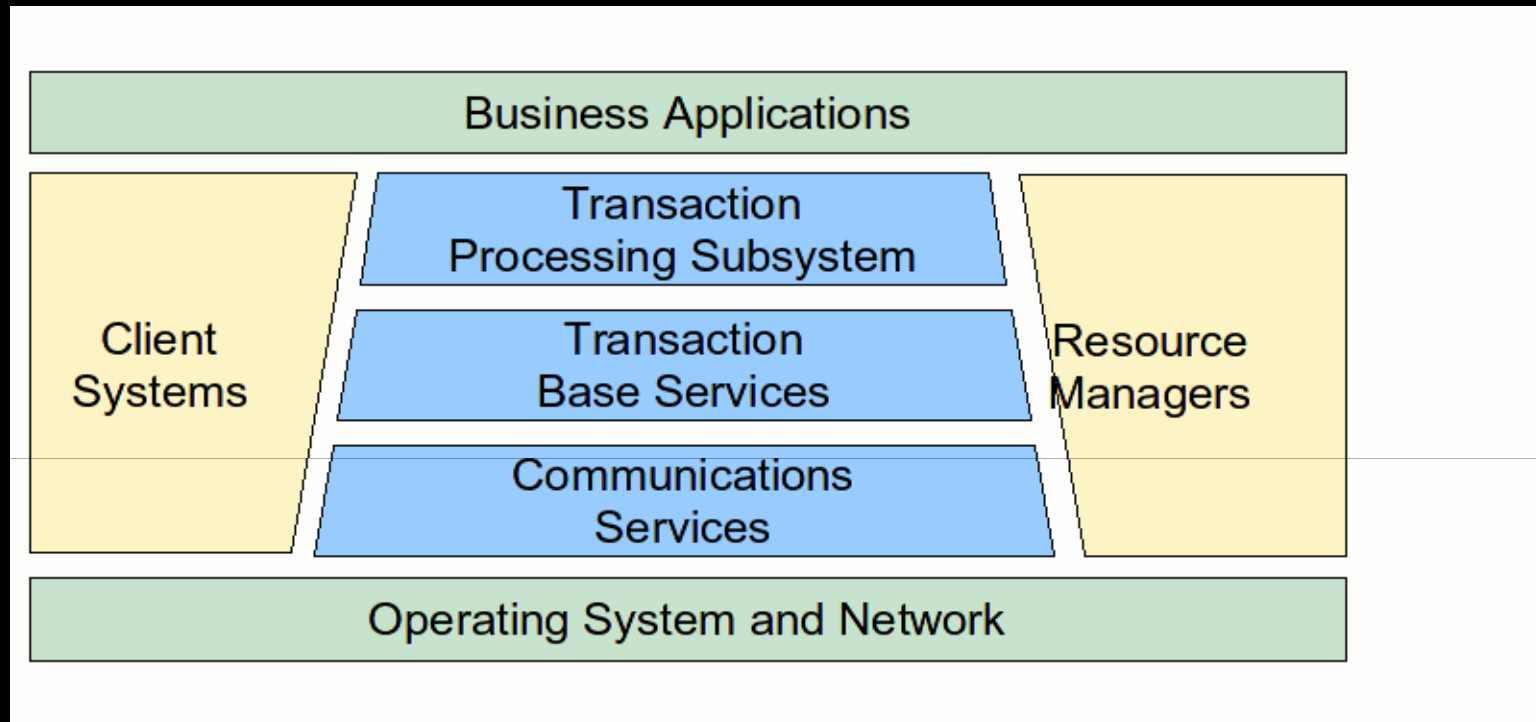 Business Applications
Transaction
Processing Subsystem
Client
Systems
Transaction
Base Services
Resource
Managers
Communications
Services
Operating System and Network